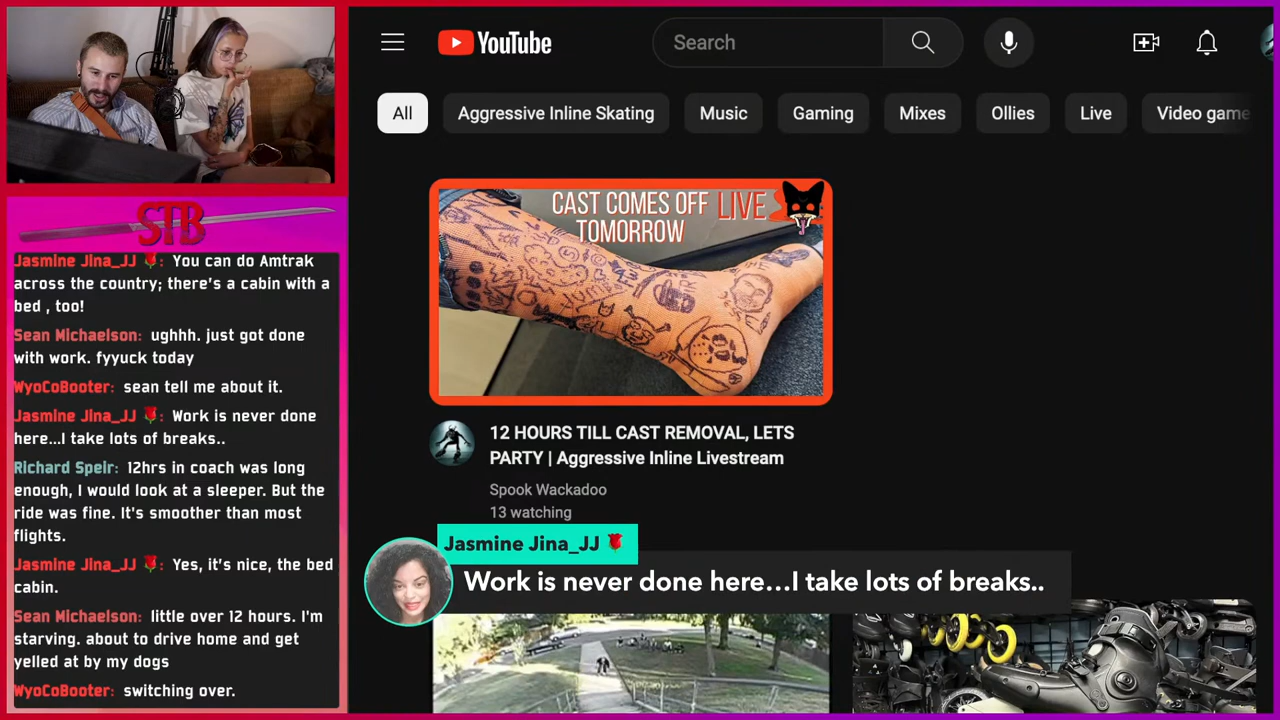 YouTube
Search
All
Aggressive Inline Skating
Music
Gaming
Mixes
Ollies
Live
Video game
CAST COMES OFF LIVE
TOMORROW
12 HOURS TILL CAST REMOVAL, LETS
PARTY | Aggressive Inline Livestream
Spook Wackadoo
13 watching
Jasmine Jina_JJ 🌹
Work is never done here...I take lots of breaks..
STB
Jasmine Jina_JJ 🌹: You can do Amtrak
across the country; there's a cabin with a
bed , too!
Sean Michaelson: ughhh. just got done
with work. fyyuck today
WyoCoBooter: sean tell me about it.
Jasmine Jina_JJ 🌹: Work is never done
here...I take lots of breaks..
Richard Speir: 12hrs in coach was long
enough, I would look at a sleeper. But the
ride was fine. It's smoother than most
flights.
Jasmine Jina_JJ 🌹: Yes, it's nice, the bed
cabin.
Sean Michaelson: little over 12 hours. I'm
starving. about to drive home and get
yelled at by my dogs
WyoCoBooter: switching over.